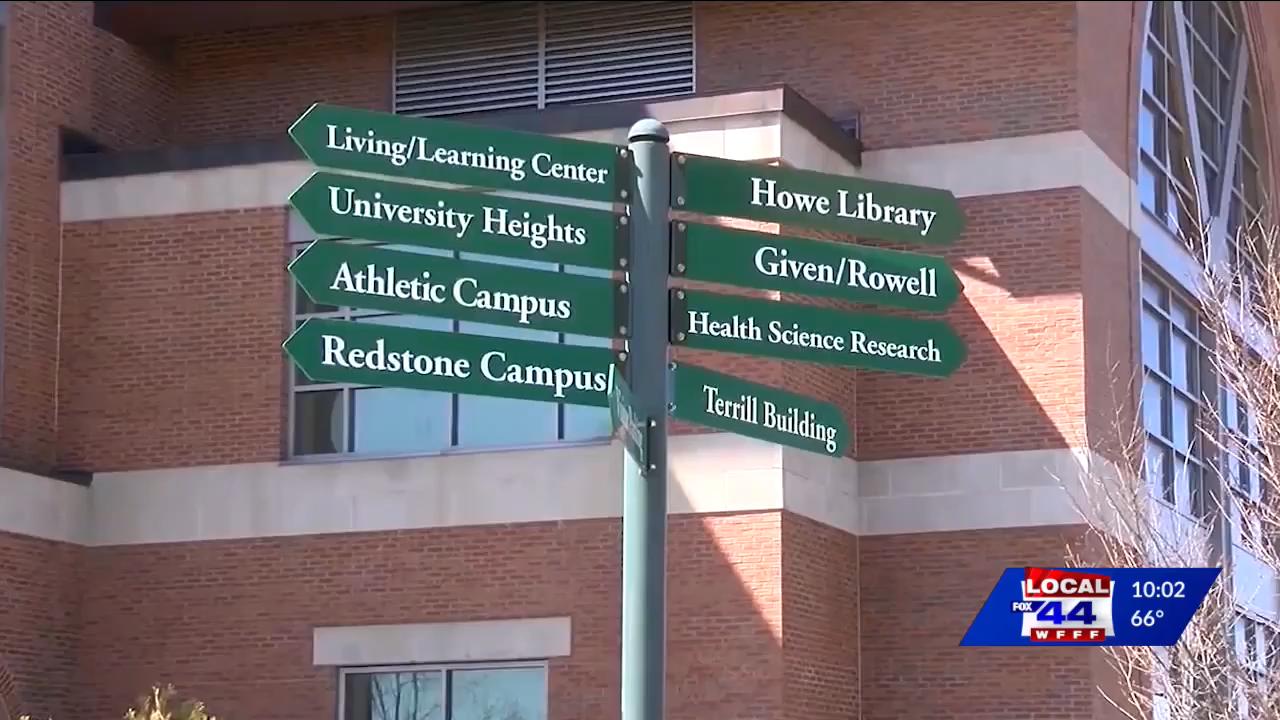 Living/Learning Center
University Heights
Athletic Campus
Redstone Campus
Howe Library
Given/Rowell
Health Science Research
Terrill Building
LOCAL
FOX 44
WFFF
10:02
66°